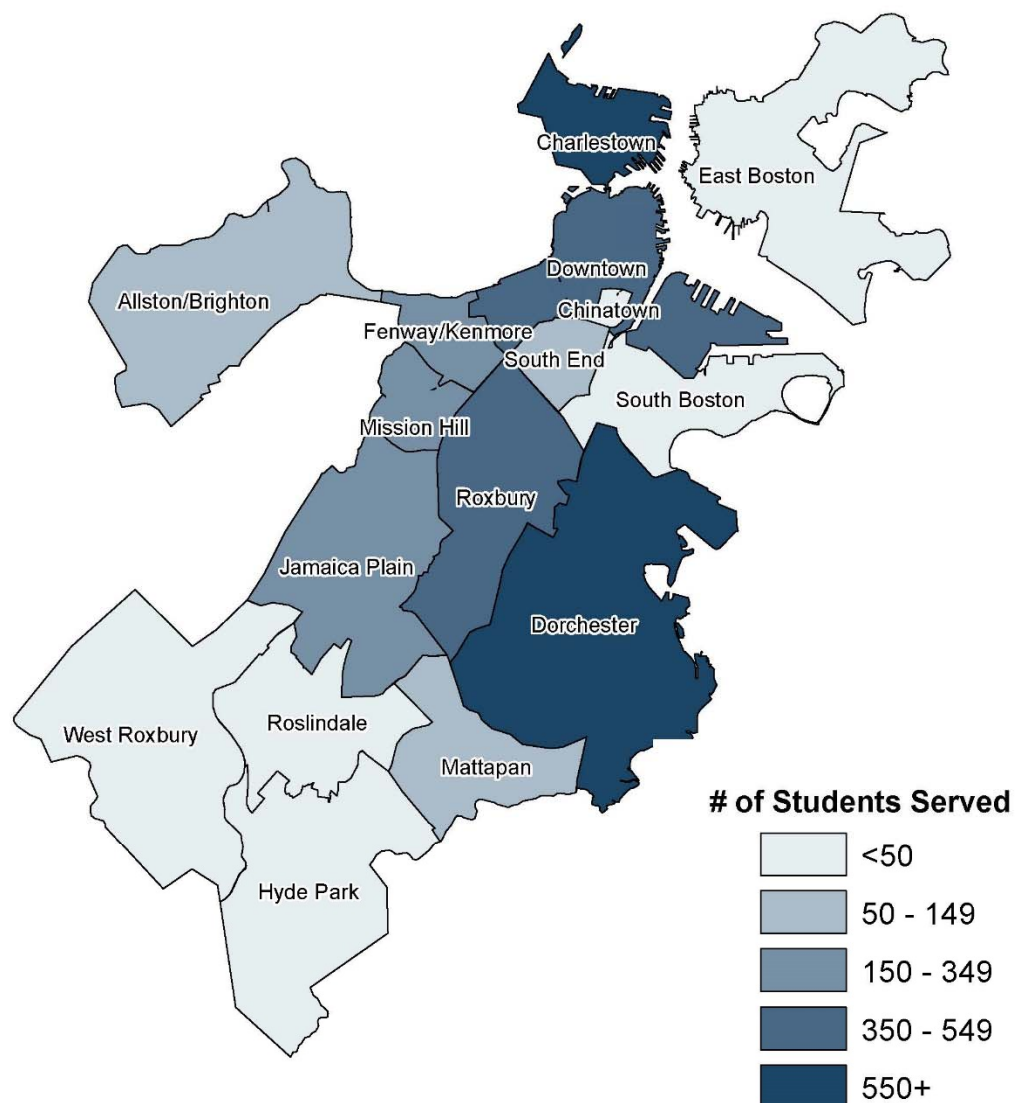 Charlestown
East Boston
Downtown
Allston/Brighton
Chinatown
Fenway/Kenmore
South End
South Boston
Mission Hill
Roxbury
Jamaica Plain
Dorchester
Roslindale
West Roxbury
Mattapan
Hyde Park
# of Students Served
<50
50 - 149
150 - 349
350 - 549
550+